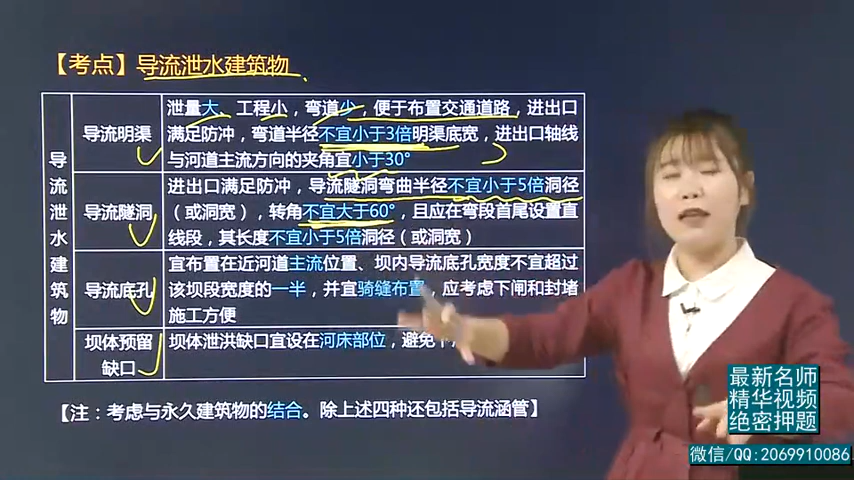 【考点】导流泄水建筑物
导流泄水建筑物
导流明渠
泄量大、工程小，弯道少，便于布置交通道路，进出口
满足防冲，弯道半径不宜小于3倍明渠底宽，进出口轴线
与河道主流方向的夹角宜小于30°
导流隧洞
进出口满足防冲，导流隧洞弯曲半径不宜小于5倍洞径
（或洞宽），转角不宜大于60°，且应在弯段首尾设置直
线段，其长度不宜小于5倍洞径（或洞宽）
导流底孔
宜布置在近河道主流位置、坝内导流底孔宽度不宜超过
该坝段宽度的一半，并宜骑缝布置，应考虑下闸和封堵
施工方便
坝体预留
缺口
坝体泄洪缺口宜设在河床部位，避免下
【注：考虑与永久建筑物的结合。除上述四种还包括导流涵管】
最新名师
精华视频
绝密押题
微信/QQ:2069910086